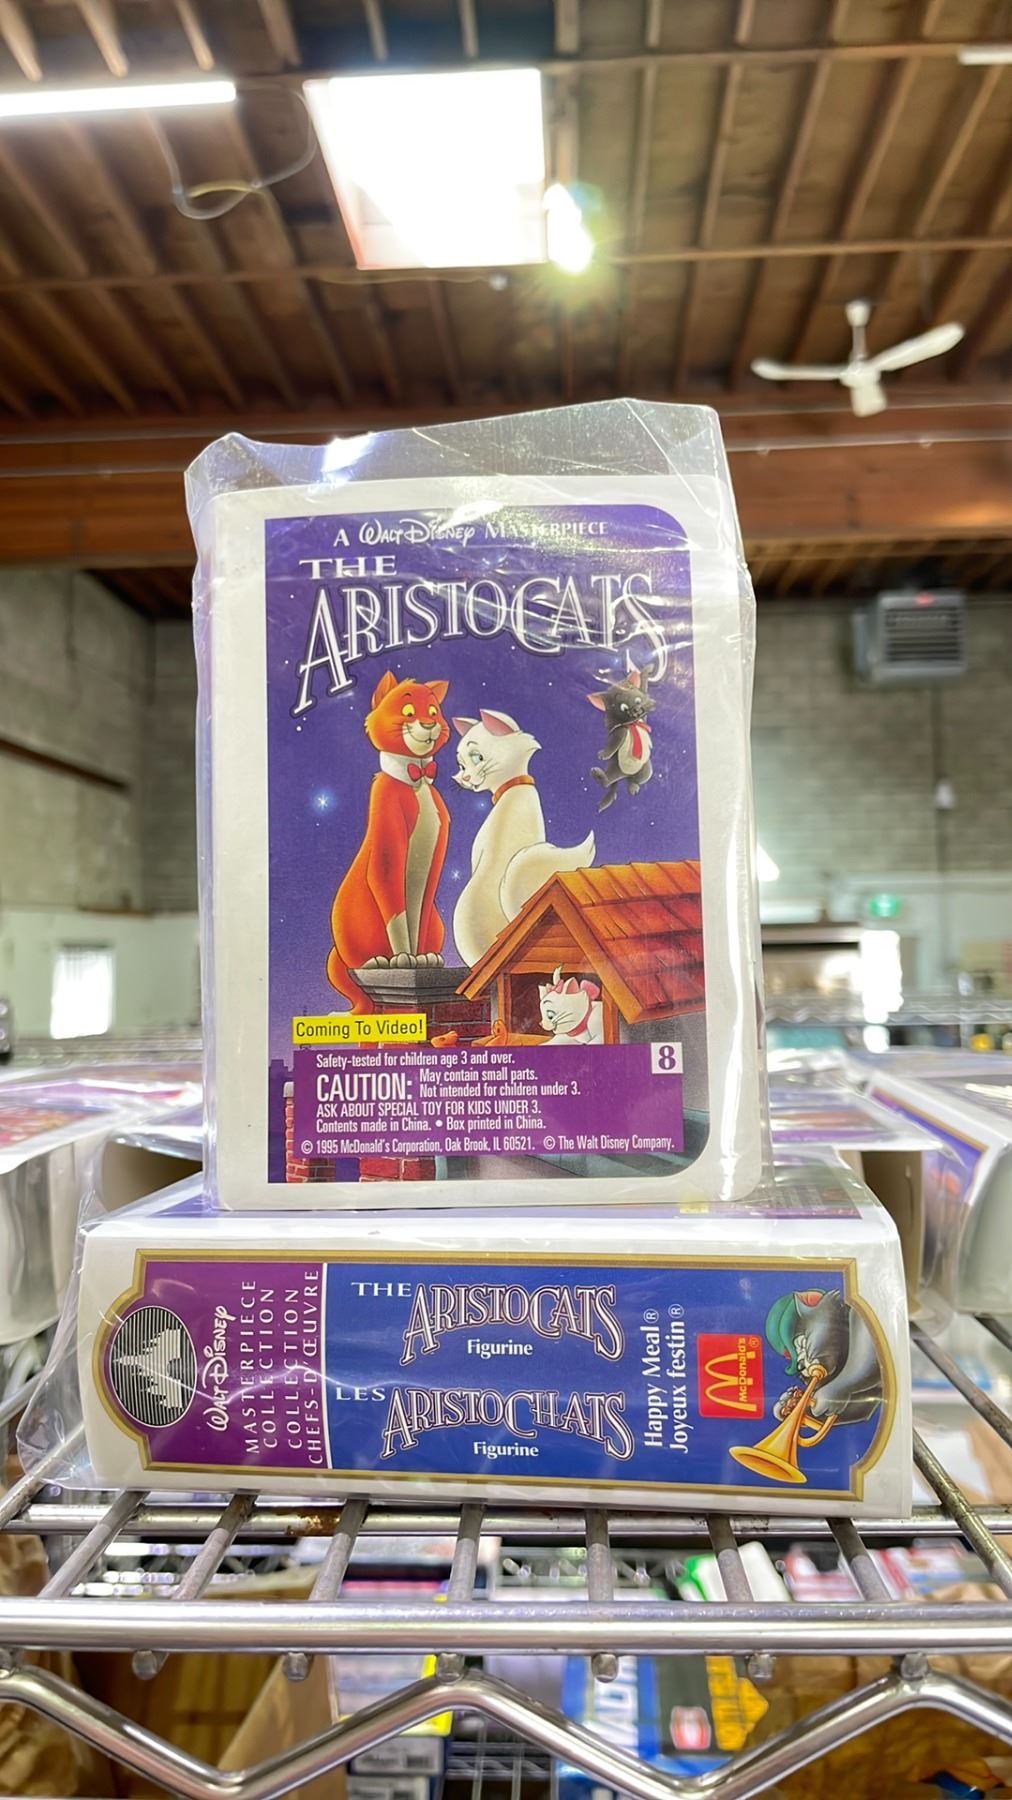 A Walt Disney MASTERPIECE
THE
ARISTOCATS
Coming To Video!
8
Safety-tested for children age 3 and over.
CAUTION: May contain small parts.
Not intended for children under 3.
ASK ABOUT SPECIAL TOY FOR KIDS UNDER 3.
Contents made in China. • Box printed in China.
© 1995 McDonald's Corporation, Oak Brook, IL 60521. © The Walt Disney Company.
Walt Disney
MASTERPIECE
COLLECTION
COLLECTION
CHEFS-D'ŒUVRE
THE ARISTOCATS
Figurine
LES ARISTOCHATS
Figurine
Happy Meal®
Joyeux festin®
McDonald's®